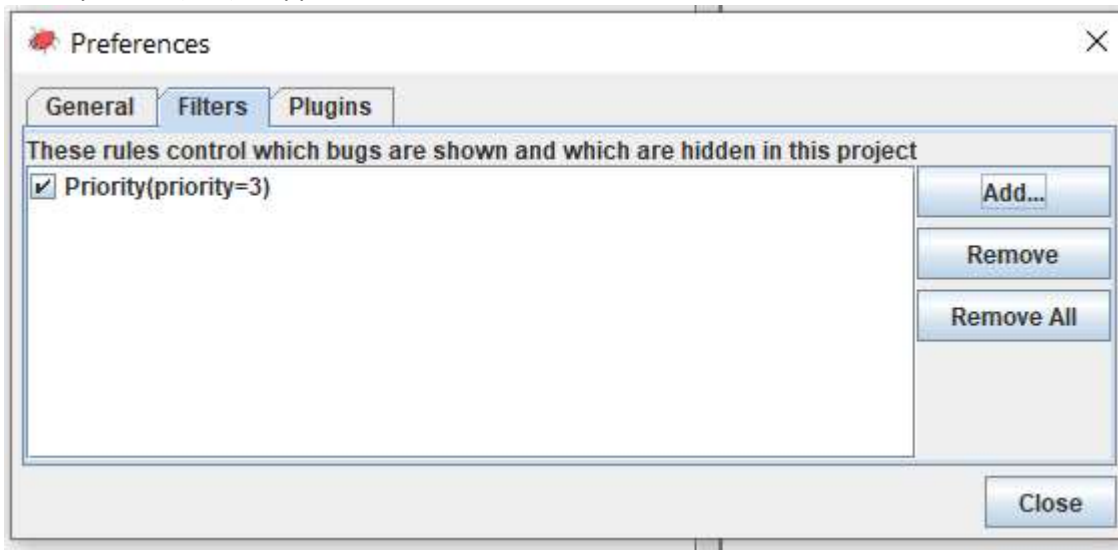 Preferences
General Filters Plugins
These rules control which bugs are shown and which are hidden in this project
Priority(priority=3)
Add...
Remove
Remove All
Close